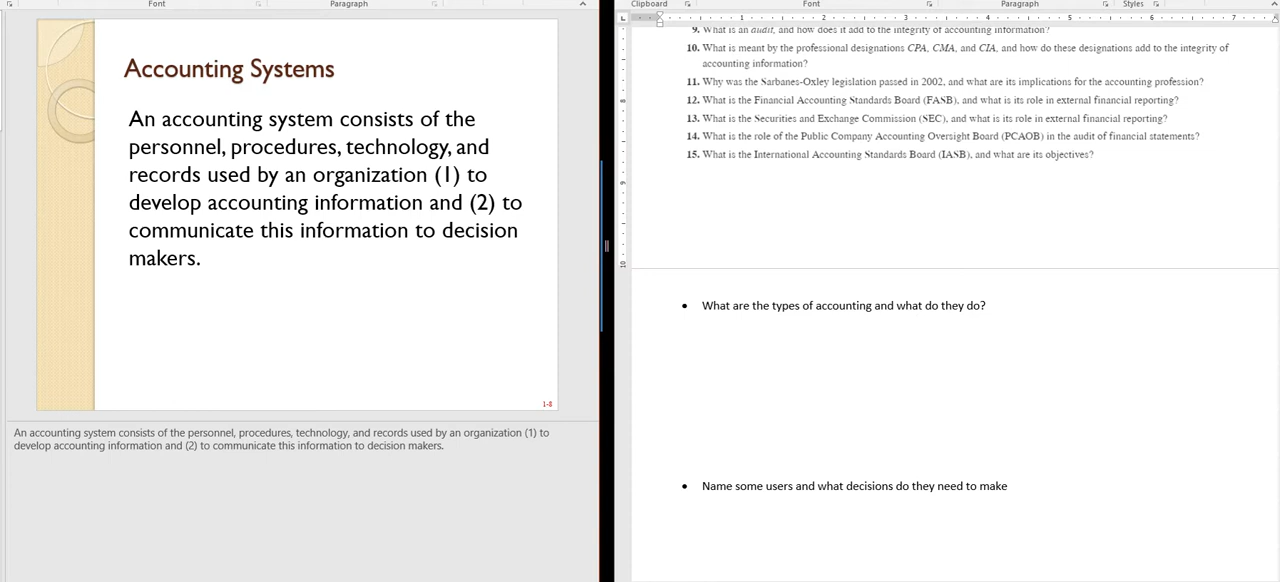 Font
Paragraph
Accounting Systems
An accounting system consists of the
personnel, procedures, technology, and
records used by an organization (1) to
develop accounting information and (2) to
communicate this information to decision
makers.
1-8
An accounting system consists of the personnel, procedures, technology, and records used by an organization (1) to
develop accounting information and (2) to communicate this information to decision makers.
Clipboard
Font
Paragraph
Styles
1 2 3 4 5 6 7
8
9
10
9. What is an audit, and how does it add to the integrity of accounting information?
10. What is meant by the professional designations CPA, CMA, and CIA, and how do these designations add to the integrity of
accounting information?
11. Why was the Sarbanes-Oxley legislation passed in 2002, and what are its implications for the accounting profession?
12. What is the Financial Accounting Standards Board (FASB), and what is its role in external financial reporting?
13. What is the Securities and Exchange Commission (SEC), and what is its role in external financial reporting?
14. What is the role of the Public Company Accounting Oversight Board (PCAOB) in the audit of financial statements?
15. What is the International Accounting Standards Board (IASB), and what are its objectives?
• What are the types of accounting and what do they do?
• Name some users and what decisions do they need to make